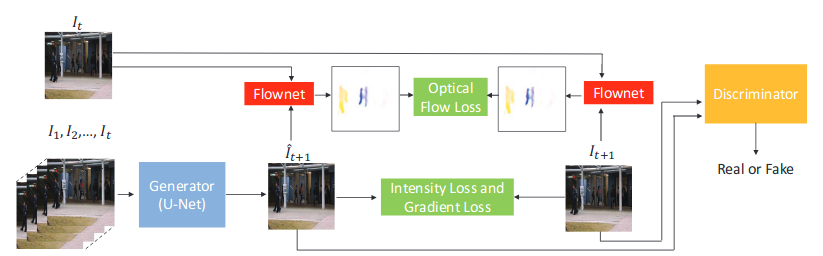 I_t
Flownet
Optical
Flow Loss
Flownet
Discriminator
I_1, I_2,..., I_t
Î_{t+1}
I_{t+1}
Real or Fake
Generator
(U-Net)
Intensity Loss and
Gradient Loss